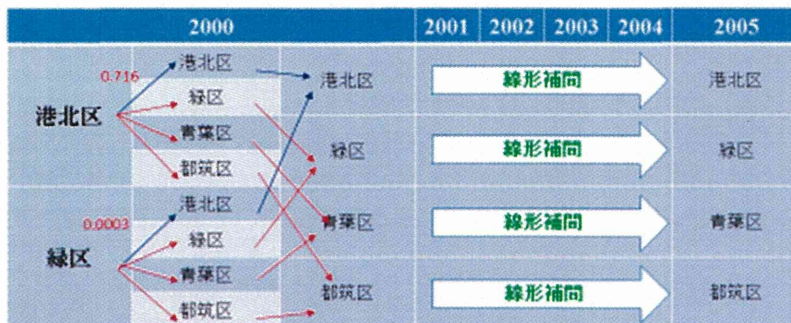 2000 2001 2002 2003 2004 2005
港北区
0.716
港北区
緑区
青葉区
都筑区
緑区
0.0003
港北区
緑区
青葉区
都筑区
港北区 線形補間 港北区
緑区 線形補間 緑区
青葉区 線形補間 青葉区
都筑区 線形補間 都筑区